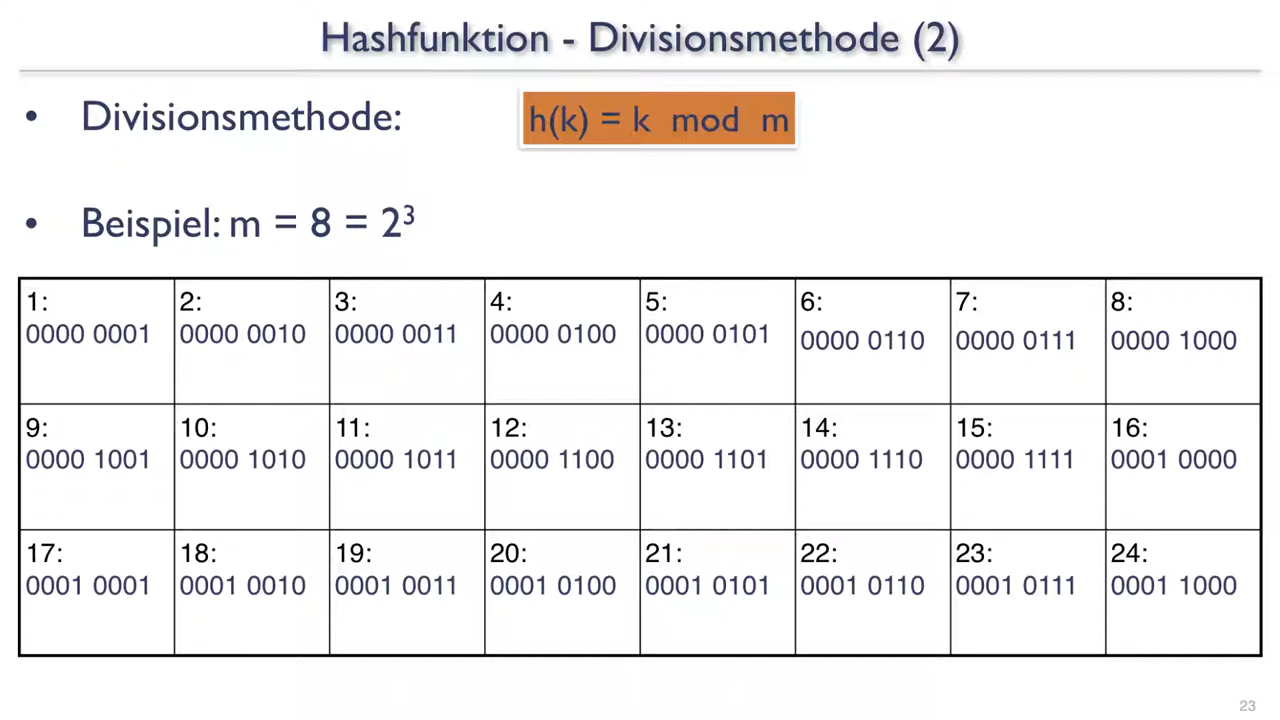 Hashfunktion - Divisionsmethode (2)
• Divisionsmethode: h(k) = k mod m
• Beispiel: m = 8 = 2³
1: 2: 3: 4: 5: 6: 7: 8:
0000 0001 0000 0010 0000 0011 0000 0100 0000 0101 0000 0110 0000 0111 0000 1000
9: 10: 11: 12: 13: 14: 15: 16:
0000 1001 0000 1010 0000 1011 0000 1100 0000 1101 0000 1110 0000 1111 0001 0000
17: 18: 19: 20: 21: 22: 23: 24:
0001 0001 0001 0010 0001 0011 0001 0100 0001 0101 0001 0110 0001 0111 0001 1000
23